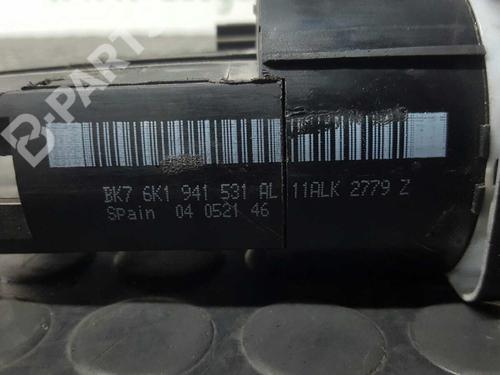 B-PARTS
BK7 6K1 941 531 AL 11ALK 2779 Z
SPain 04 0521 46